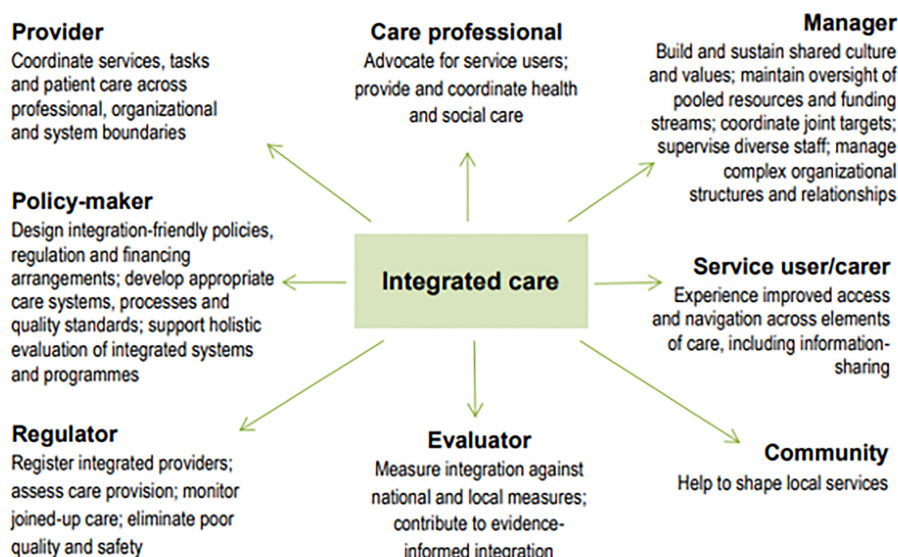 Provider
Coordinate services, tasks
and patient care across
professional, organizational
and system boundaries
Care professional
Advocate for service users;
provide and coordinate health
and social care
Manager
Build and sustain shared culture
and values; maintain oversight of
pooled resources and funding
streams; coordinate joint targets;
supervise diverse staff; manage
complex organizational
structures and relationships
Policy-maker
Design integration-friendly policies,
regulation and financing
arrangements; develop appropriate
care systems, processes and
quality standards; support holistic
evaluation of integrated systems
and programmes
Integrated care
Service user/carer
Experience improved access
and navigation across elements
of care, including information-
sharing
Regulator
Register integrated providers;
assess care provision; monitor
joined-up care; eliminate poor
quality and safety
Evaluator
Measure integration against
national and local measures;
contribute to evidence-
informed integration
Community
Help to shape local services